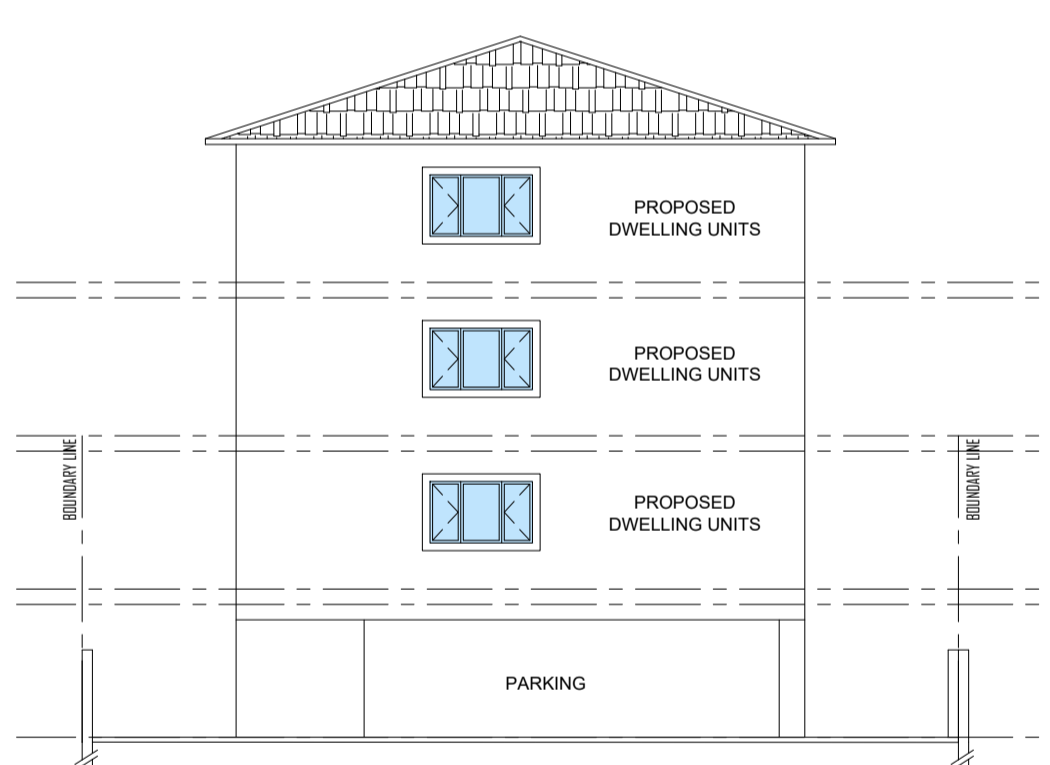 PROPOSED
DWELLING UNITS
PROPOSED
DWELLING UNITS
BOUNDARY LINE
BOUNDARY LINE
PROPOSED
DWELLING UNITS
PARKING